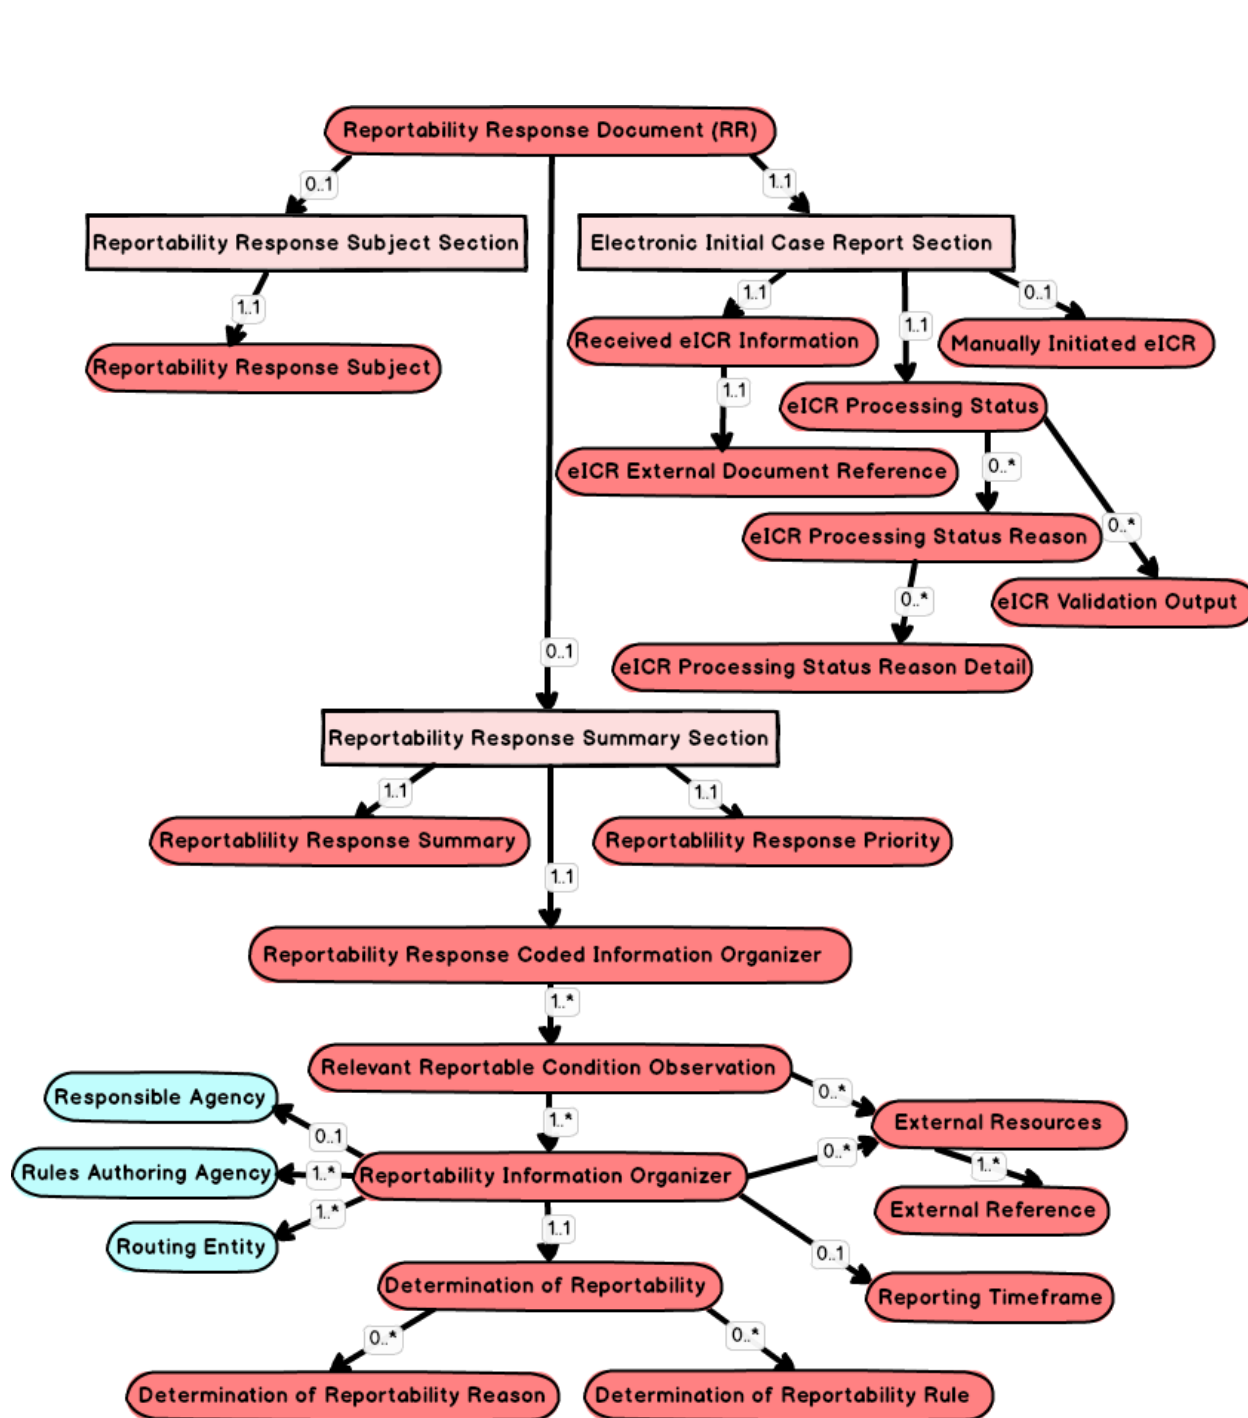 Reportability Response Document (RR)
0..1
1..1
Reportability Response Subject Section
Electronic Initial Case Report Section
1..1
1..1
0..1
1..1
Received eICR Information
Manually Initiated eICR
Reportability Response Subject
1..1
eICR Processing Status
eICR External Document Reference
0..*
eICR Processing Status Reason
0..*
0..*
eICR Validation Output
eICR Processing Status Reason Detail
0..1
Reportability Response Summary Section
1..1
1..1
Reportablility Response Summary
Reportablility Response Priority
1..1
Reportability Response Coded Information Organizer
1..*
Relevant Reportable Condition Observation
Responsible Agency
0..*
External Resources
1..*
0..1
0..*
Rules Authoring Agency
1..*
Reportability Information Organizer
1..*
External Reference
1..*
Routing Entity
1..1
0..1
Determination of Reportability
Reporting Timeframe
0..*
0..*
Determination of Reportability Reason
Determination of Reportability Rule